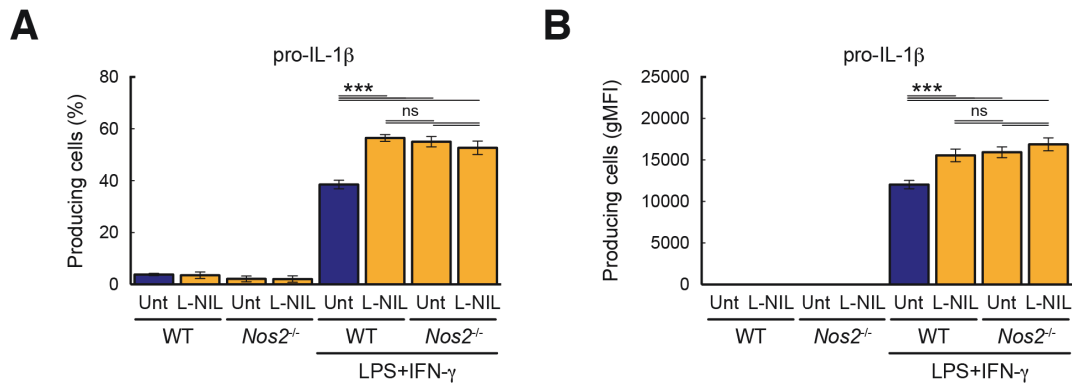 A
pro-IL-1β
Producing cells (%)
80
60
40
20
0
***
ns
Unt L-NIL Unt L-NIL Unt L-NIL Unt L-NIL
WT Nos2-/- WT Nos2-/-
LPS+IFN-γ
B
pro-IL-1β
Producing cells (gMFI)
25000
20000
15000
10000
5000
0
***
ns
Unt L-NIL Unt L-NIL Unt L-NIL Unt L-NIL
WT Nos2-/- WT Nos2-/-
LPS+IFN-γ